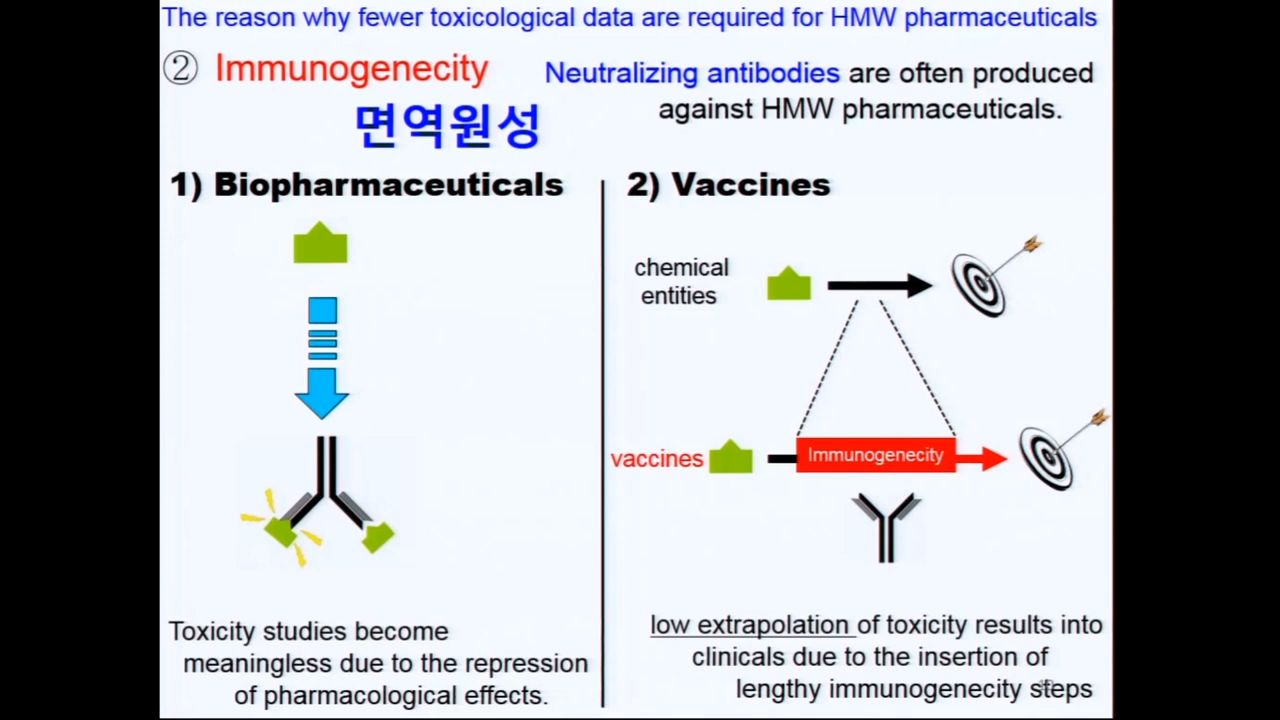 The reason why fewer toxicological data are required for HMW pharmaceuticals
② Immunogenecity
면역원성
Neutralizing antibodies are often produced
against HMW pharmaceuticals.
1) Biopharmaceuticals
Toxicity studies become
meaningless due to the repression
of pharmacological effects.
2) Vaccines
chemical
entities
vaccines
Immunogenecity
low extrapolation of toxicity results into
clinicals due to the insertion of
lengthy immunogenecity steps